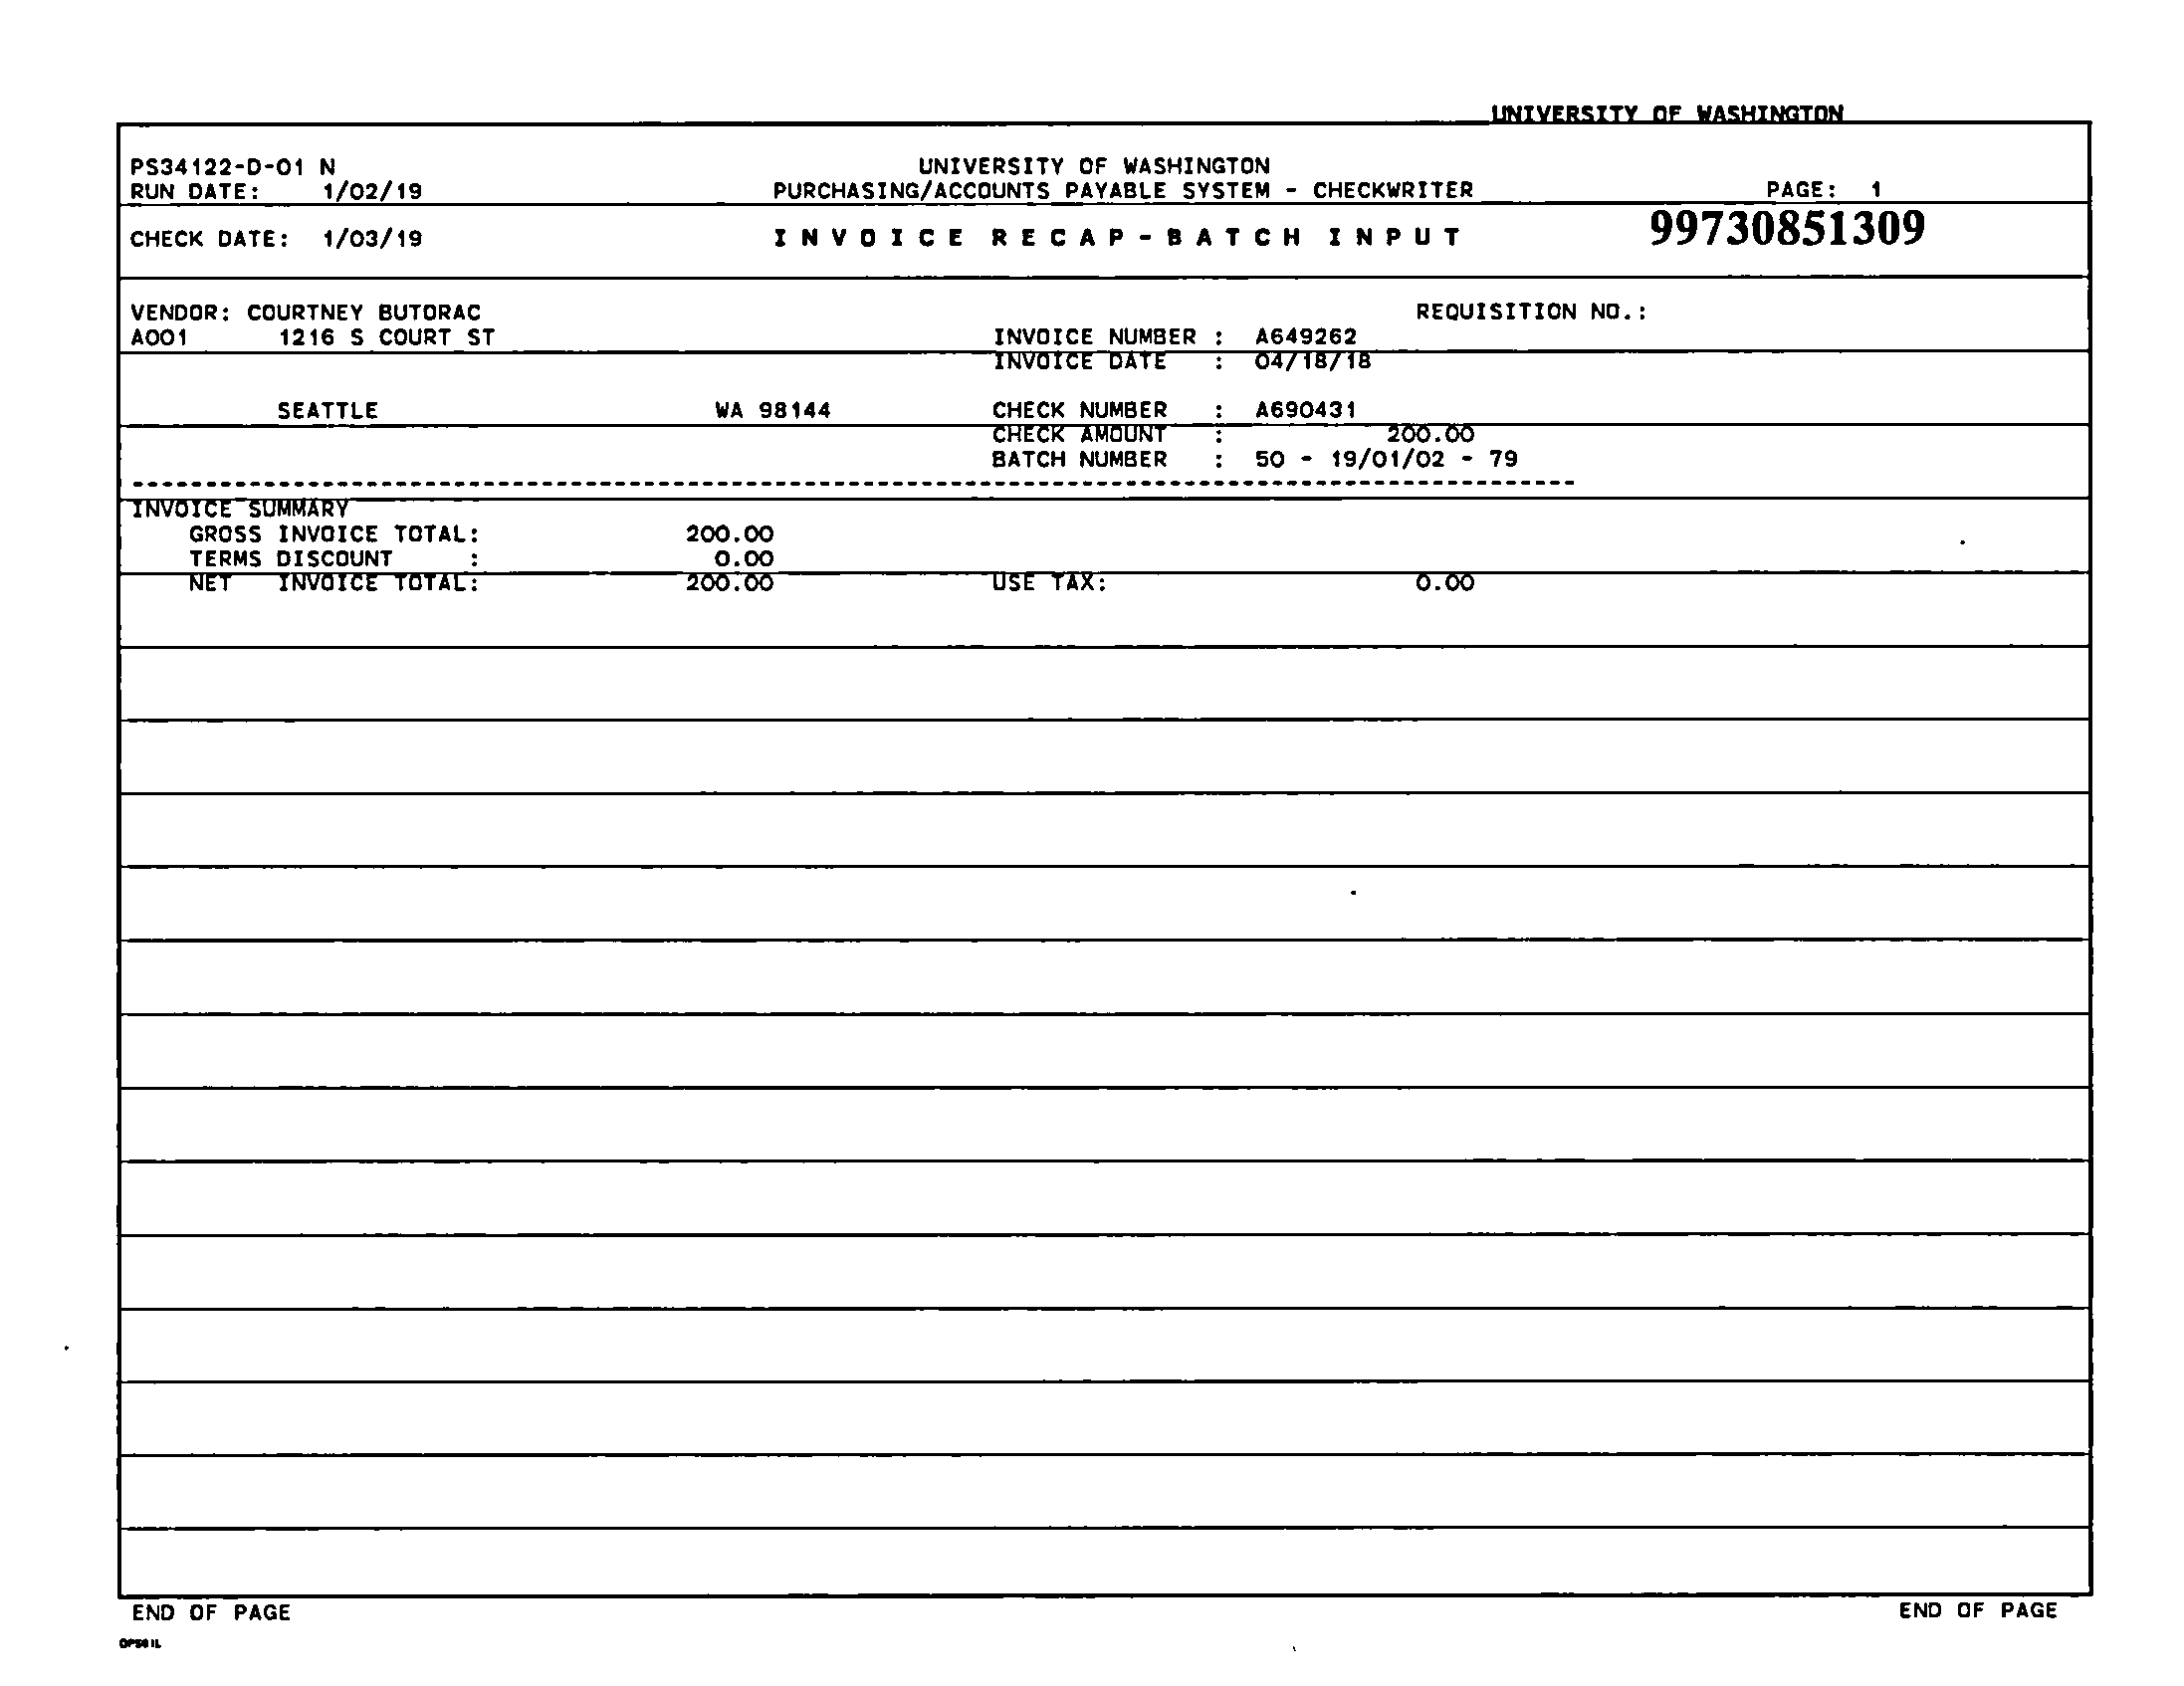 UNIVERSITY OF WASHINGTON
PS34122-D-01 N UNIVERSITY OF WASHINGTON
RUN DATE: 1/02/19 PURCHASING/ACCOUNTS PAYABLE SYSTEM - CHECKWRITER PAGE: 1
CHECK DATE: 1/03/19 INVOICE RECAP-BATCH INPUT 99730851309
VENDOR: COURTNEY BUTORAC REQUISITION NO.:
A001 1216 S COURT ST INVOICE NUMBER : A649262
INVOICE DATE : 04/18/18
SEATTLE WA 98144 CHECK NUMBER : A690431
CHECK AMOUNT : 200.00
BATCH NUMBER : 50 - 19/01/02 - 79
INVOICE SUMMARY
GROSS INVOICE TOTAL: 200.00
TERMS DISCOUNT : 0.00
NET INVOICE TOTAL: 200.00 USE TAX: 0.00
END OF PAGE END OF PAGE